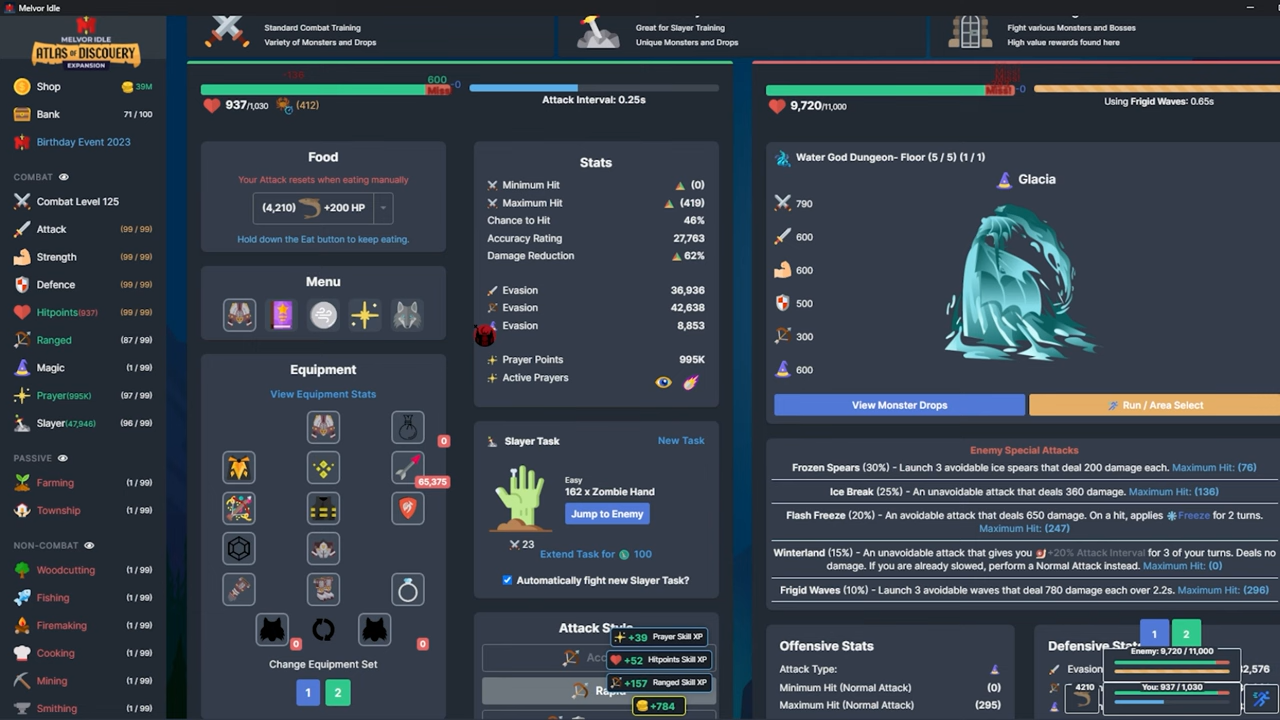 Melvor Idle
MELVOR IDLE
ATLAS OF DISCOVERY
EXPANSION
Shop
39M
Bank
71 / 100
Birthday Event 2023
COMBAT
Combat Level 125
Attack
(99 / 99)
Strength
(99 / 99)
Defence
(99 / 99)
Hitpoints(937)
(99 / 99)
Ranged
(87 / 99)
Magic
(1 / 99)
Prayer(995K)
(97 / 99)
Slayer(47,946)
(96 / 99)
PASSIVE
Farming
(1 / 99)
Township
(1 / 99)
NON-COMBAT
Woodcutting
(1 / 99)
Fishing
(1 / 99)
Firemaking
(1 / 99)
Cooking
(1 / 99)
Mining
(1 / 99)
Smithing
(1 / 99)
Standard Combat Training
Variety of Monsters and Drops
Great for Slayer Training
Unique Monsters and Drops
Fight various Monsters and Bosses
High value rewards found here
600
Miss
-0
937/1,030
(412)
Attack Interval: 0.25s
Food
Your Attack resets when eating manually
(4,210) +200 HP
Hold down the Eat button to keep eating.
Menu
Equipment
View Equipment Stats
0
65,375
0
0
Change Equipment Set
1
2
Stats
Minimum Hit
(0)
Maximum Hit
(419)
Chance to Hit
46%
Accuracy Rating
27,763
Damage Reduction
62%
Evasion
36,936
Evasion
42,638
Evasion
8,853
Prayer Points
995K
Active Prayers
Slayer Task
New Task
Easy
162 x Zombie Hand
Jump to Enemy
23
Extend Task for 100
Automatically fight new Slayer Task?
Attack Style
+39 Prayer Skill XP
+52 Hitpoints Skill XP
+157 Ranged Skill XP
+784
Miss!
-0
9,720/11,000
Using Frigid Waves: 0.65s
Water God Dungeon- Floor (5 / 5) (1 / 1)
Glacia
790
600
600
500
300
600
View Monster Drops
Run / Area Select
Enemy Special Attacks
Frozen Spears (30%) - Launch 3 avoidable ice spears that deal 200 damage each. Maximum Hit: (76)
Ice Break (25%) - An unavoidable attack that deals 360 damage. Maximum Hit: (136)
Flash Freeze (20%) - An avoidable attack that deals 650 damage. On a hit, applies Freeze for 2 turns.
Maximum Hit: (247)
Winterland (15%) - An unavoidable attack that gives you +20% Attack Interval for 3 of your turns. Deals no
damage. If you are already slowed, perform a Normal Attack instead. Maximum Hit: (0)
Frigid Waves (10%) - Launch 3 avoidable waves that deal 780 damage each over 2.2s. Maximum Hit: (296)
Offensive Stats
Attack Type:
Minimum Hit (Normal Attack)
(0)
Maximum Hit (Normal Attack)
(295)
1
2
Enemy: 9,720 / 11,000
4210
You: 937 / 1,030